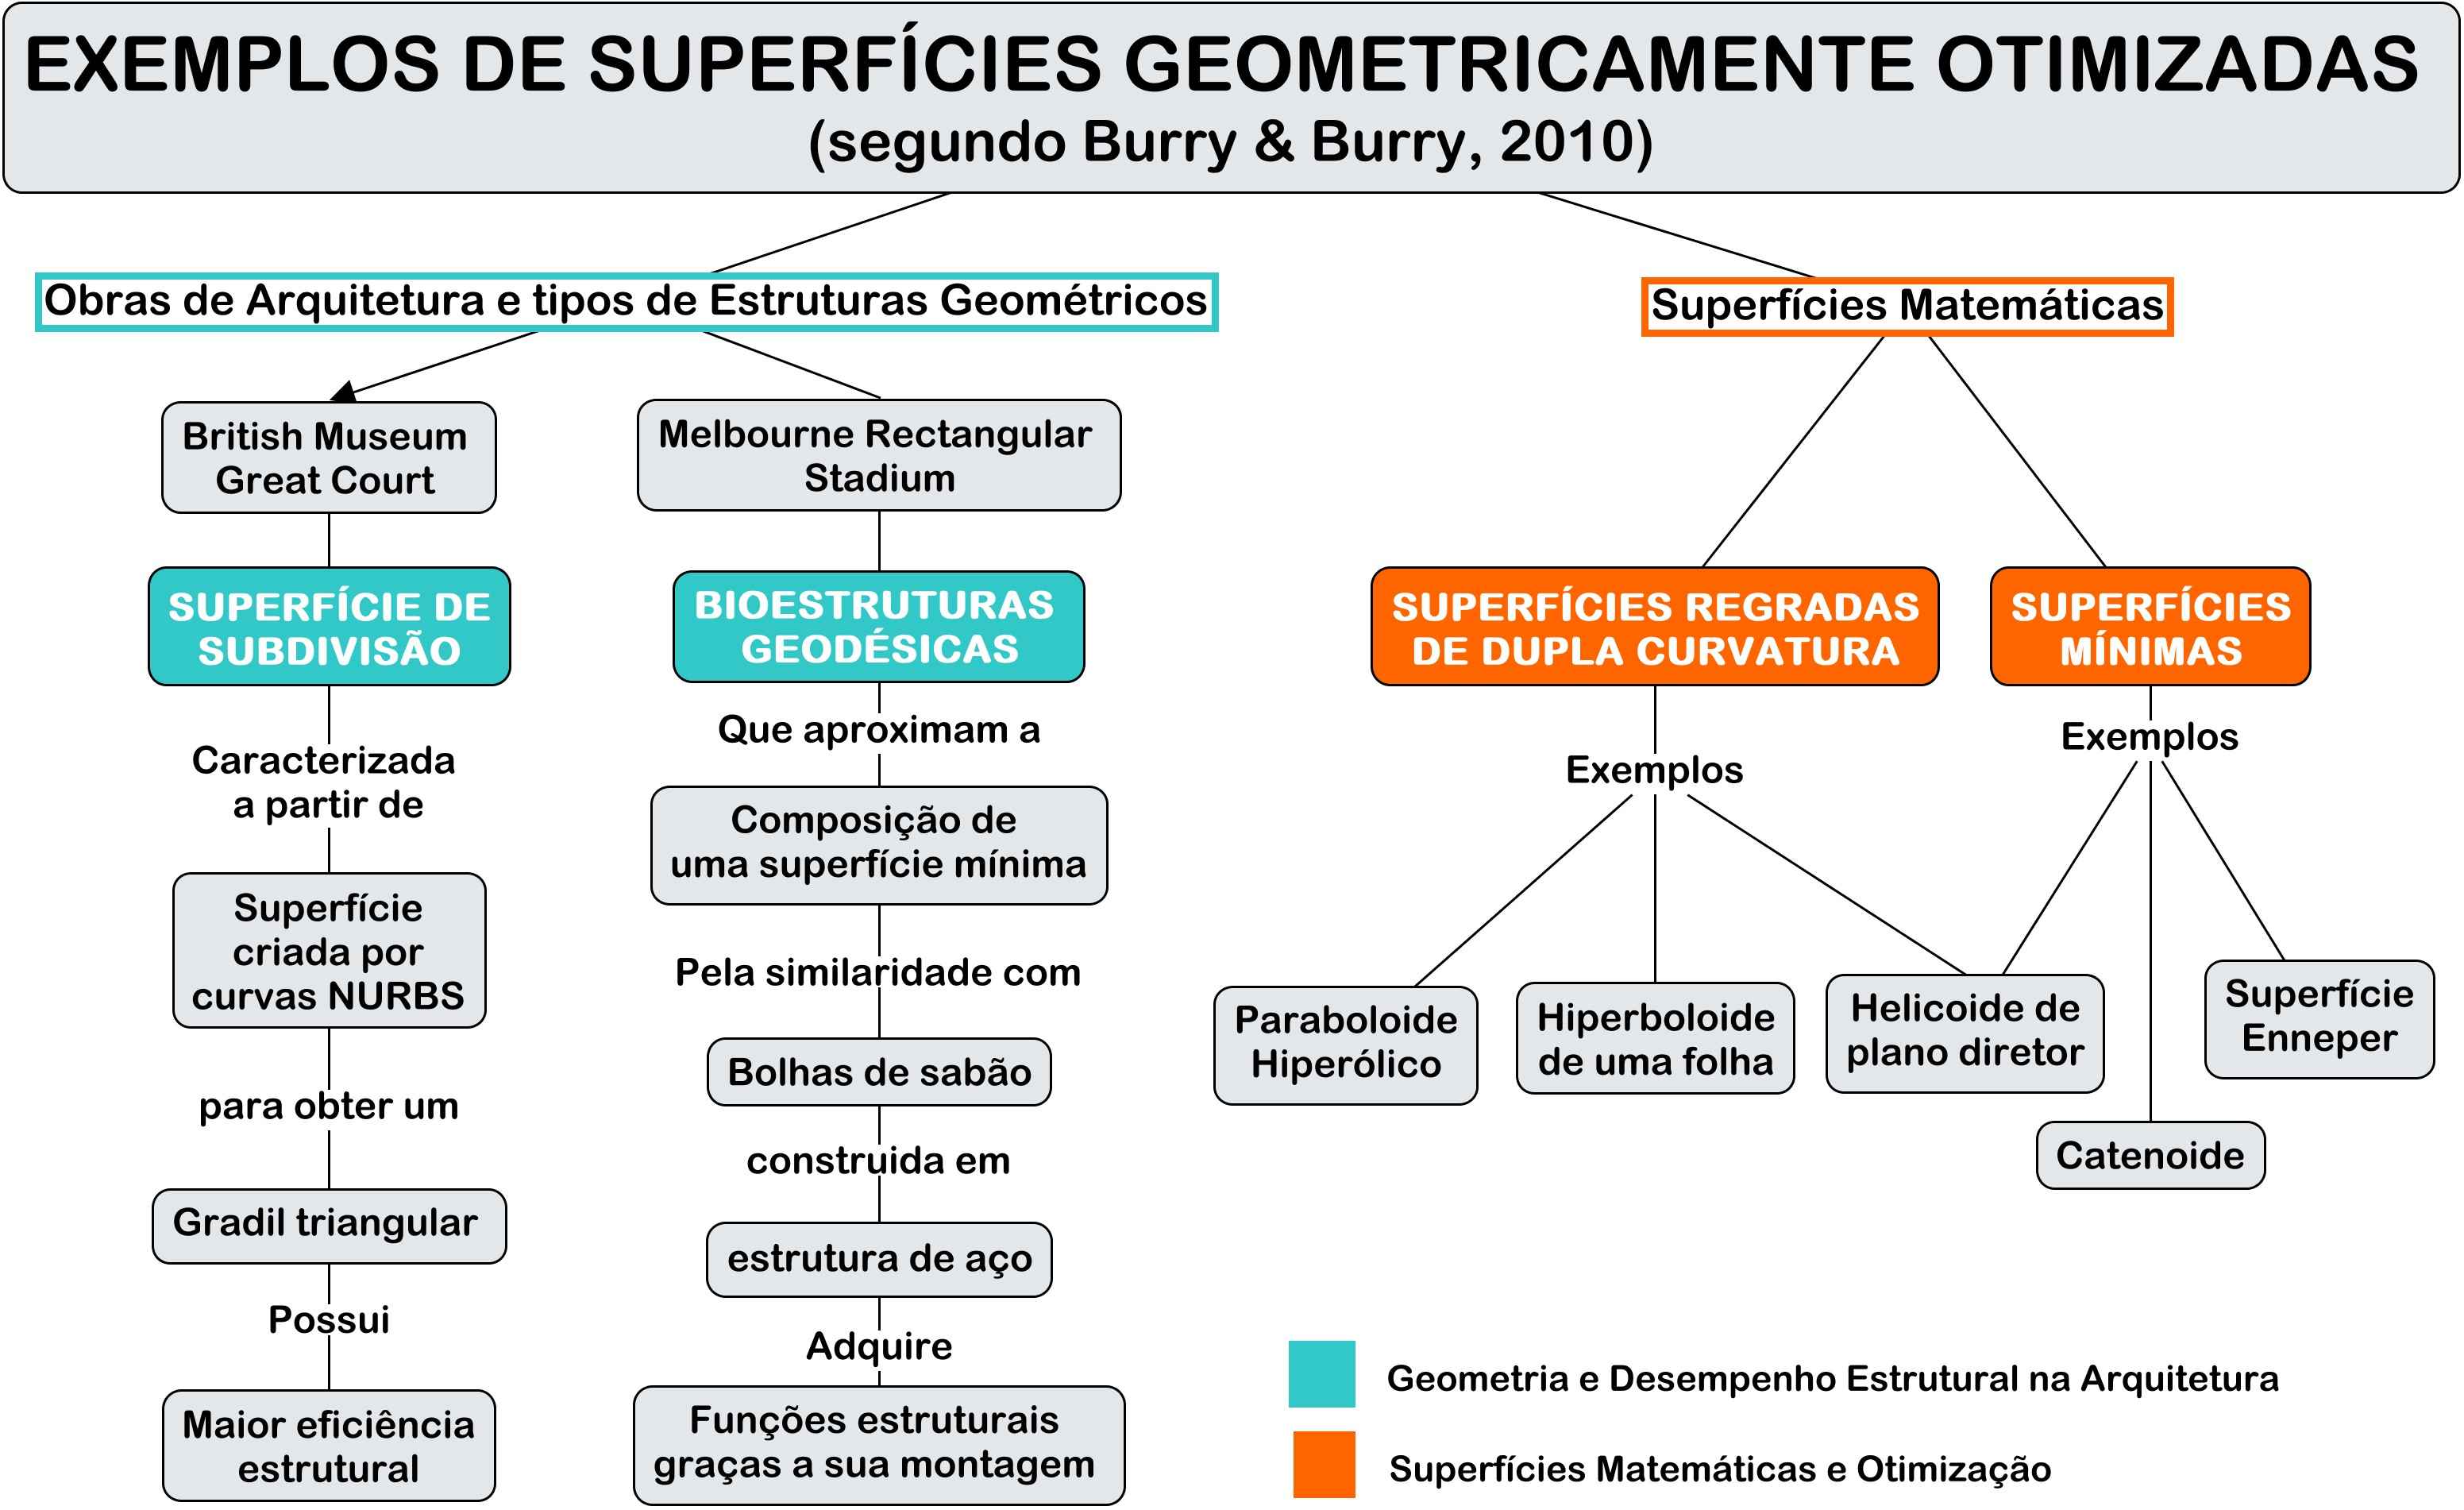 EXEMPLOS DE SUPERFÍCIES GEOMETRICAMENTE OTIMIZADAS
(segundo Burry & Burry, 2010)
Obras de Arquitetura e tipos de Estruturas Geométricos
British Museum
Great Court
SUPERFÍCIE DE
SUBDIVISÃO
Caracterizada
a partir de
Superfície
criada por
curvas NURBS
para obter um
Gradil triangular
Possui
Maior eficiência
estrutural
Melbourne Rectangular
Stadium
BIOESTRUTURAS
GEODÉSICAS
Que aproximam a
Composição de
uma superfície mínima
Pela similaridade com
Bolhas de sabão
construida em
estrutura de aço
Adquire
Funções estruturais
graças a sua montagem
Superfícies Matemáticas
SUPERFÍCIES REGRADAS
DE DUPLA CURVATURA
Exemplos
Paraboloide
Hiperólico
Hiperboloide
de uma folha
Helicoide de
plano diretor
SUPERFÍCIES
MÍNIMAS
Exemplos
Superfície
Enneper
Catenoide
Geometria e Desempenho Estrutural na Arquitetura
Superfícies Matemáticas e Otimização